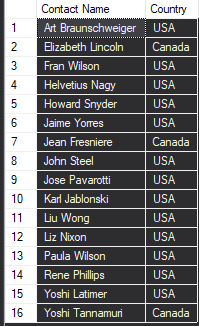 Contact Name Country
1 Art Braunschweiger USA
2 Elizabeth Lincoln Canada
3 Fran Wilson USA
4 Helvetius Nagy USA
5 Howard Snyder USA
6 Jaime Yorres USA
7 Jean Fresniere Canada
8 John Steel USA
9 Jose Pavarotti USA
10 Karl Jablonski USA
11 Liu Wong USA
12 Liz Nixon USA
13 Paula Wilson USA
14 Rene Phillips USA
15 Yoshi Latimer USA
16 Yoshi Tannamuri Canada